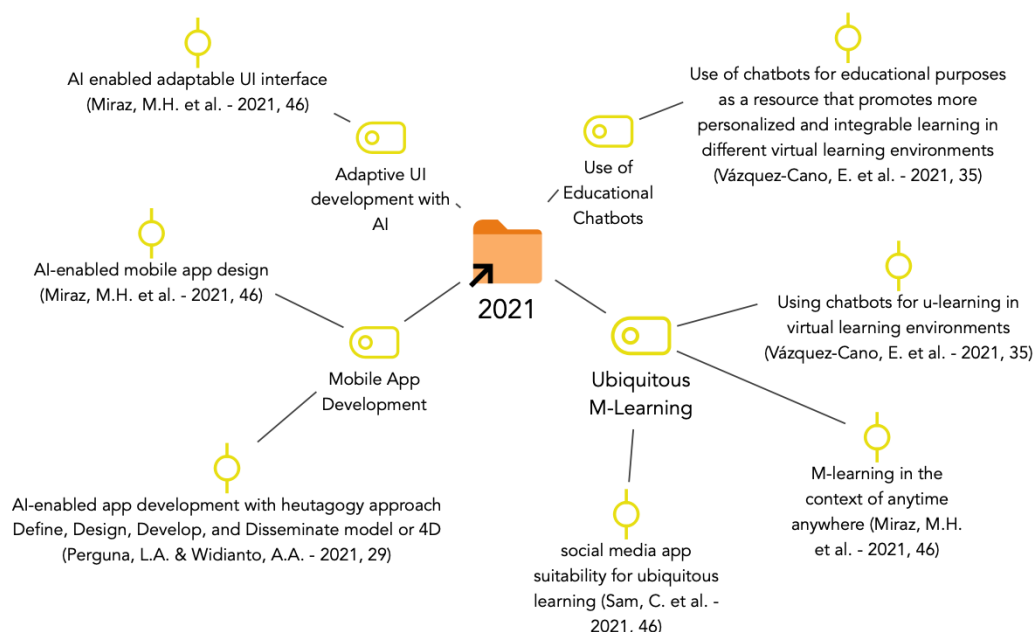 AI enabled adaptable UI interface
(Miraz, M.H. et al. - 2021, 46)
Adaptive UI
development with
AI
Use of
Educational
Chatbots
Use of chatbots for educational purposes
as a resource that promotes more
personalized and integrable learning in
different virtual learning environments
(Vázquez-Cano, E. et al. - 2021, 35)
2021
AI-enabled mobile app design
(Miraz, M.H. et al. - 2021, 46)
Mobile App
Development
Ubiquitous
M-Learning
Using chatbots for u-learning in
virtual learning environments
(Vázquez-Cano, E. et al. - 2021, 35)
AI-enabled app development with heutagogy approach
Define, Design, Develop, and Disseminate model or 4D
(Perguna, L.A. & Widianto, A.A. - 2021, 29)
social media app
suitability for ubiquitous
learning (Sam, C. et al. -
2021, 46)
M-learning in the
context of anytime
anywhere (Miraz, M.H.
et al. - 2021, 46)